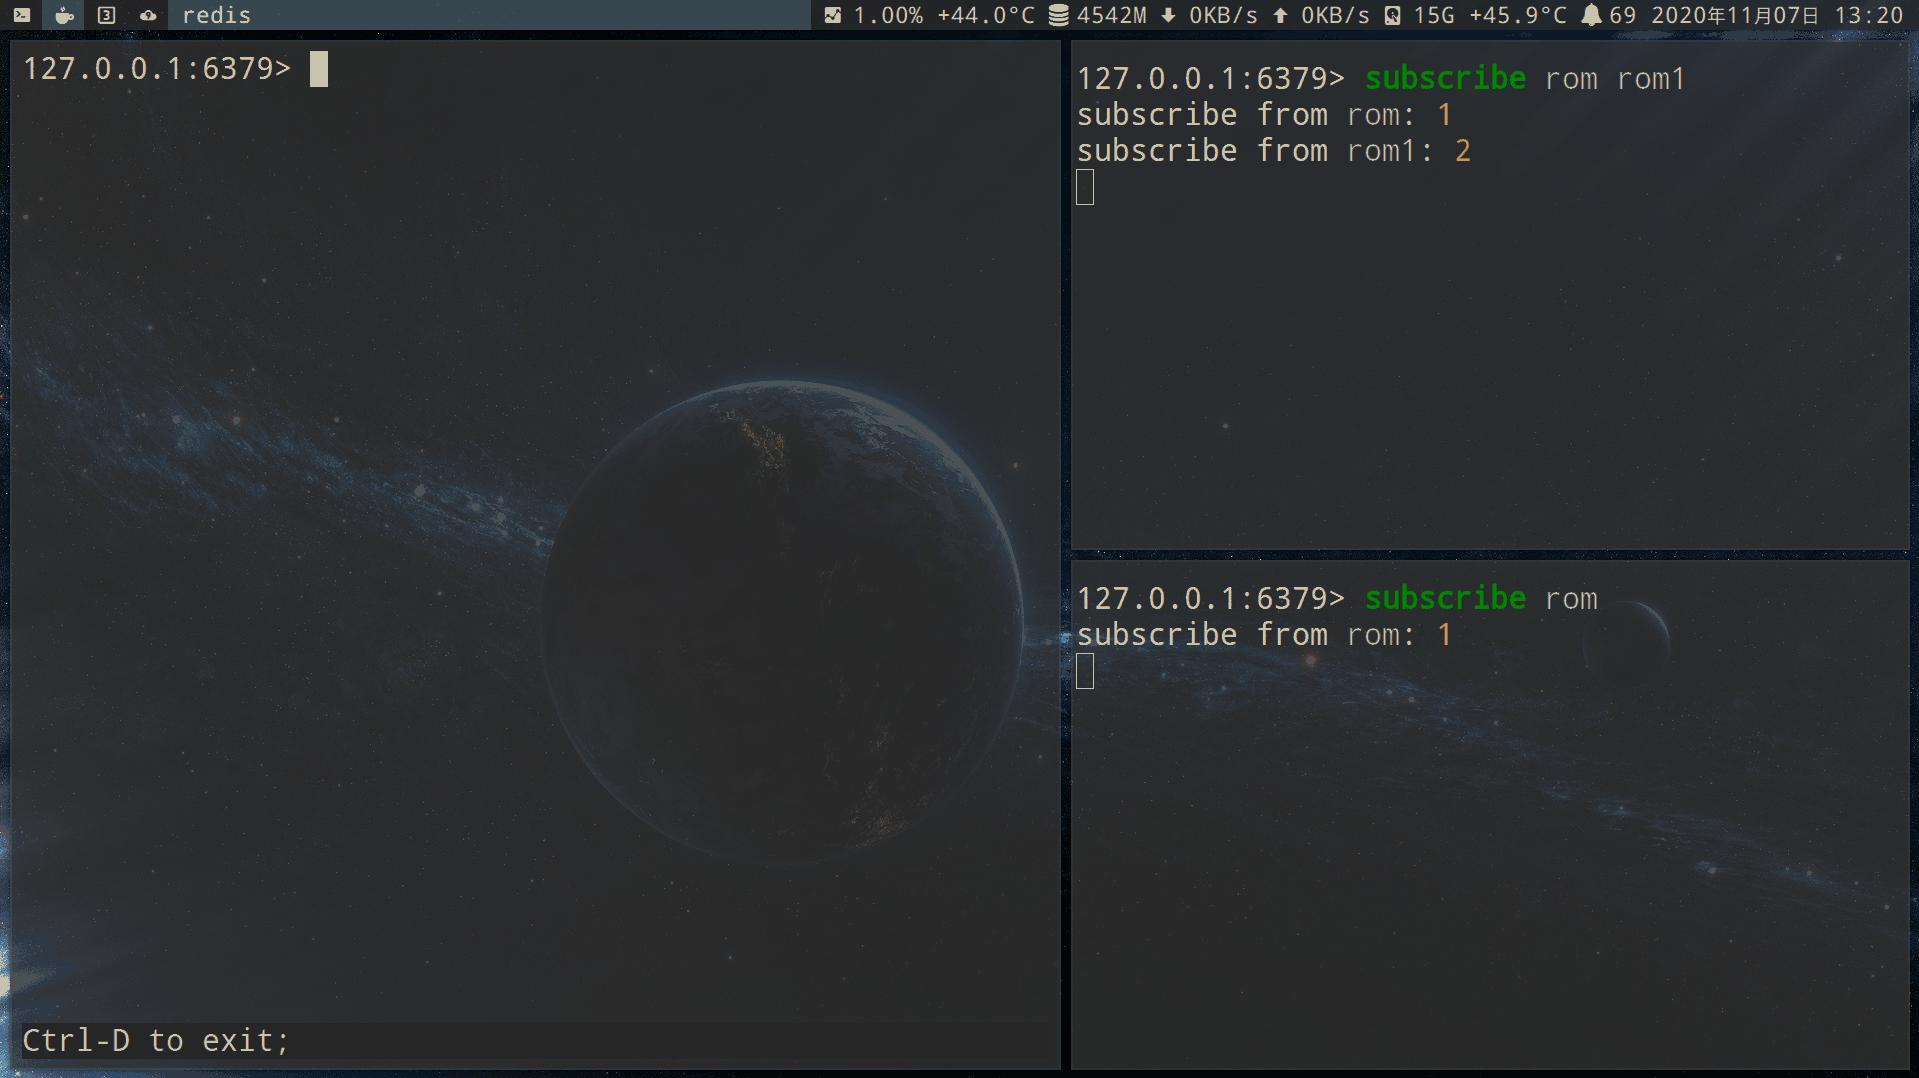 3 redis 1.00% +44.0°C 4542M 0KB/s 0KB/s 15G +45.9°C 69 2020年11月07日 13:20
127.0.0.1:6379>
Ctrl-D to exit;
127.0.0.1:6379> subscribe rom rom1
subscribe from rom: 1
subscribe from rom1: 2
127.0.0.1:6379> subscribe rom
subscribe from rom: 1